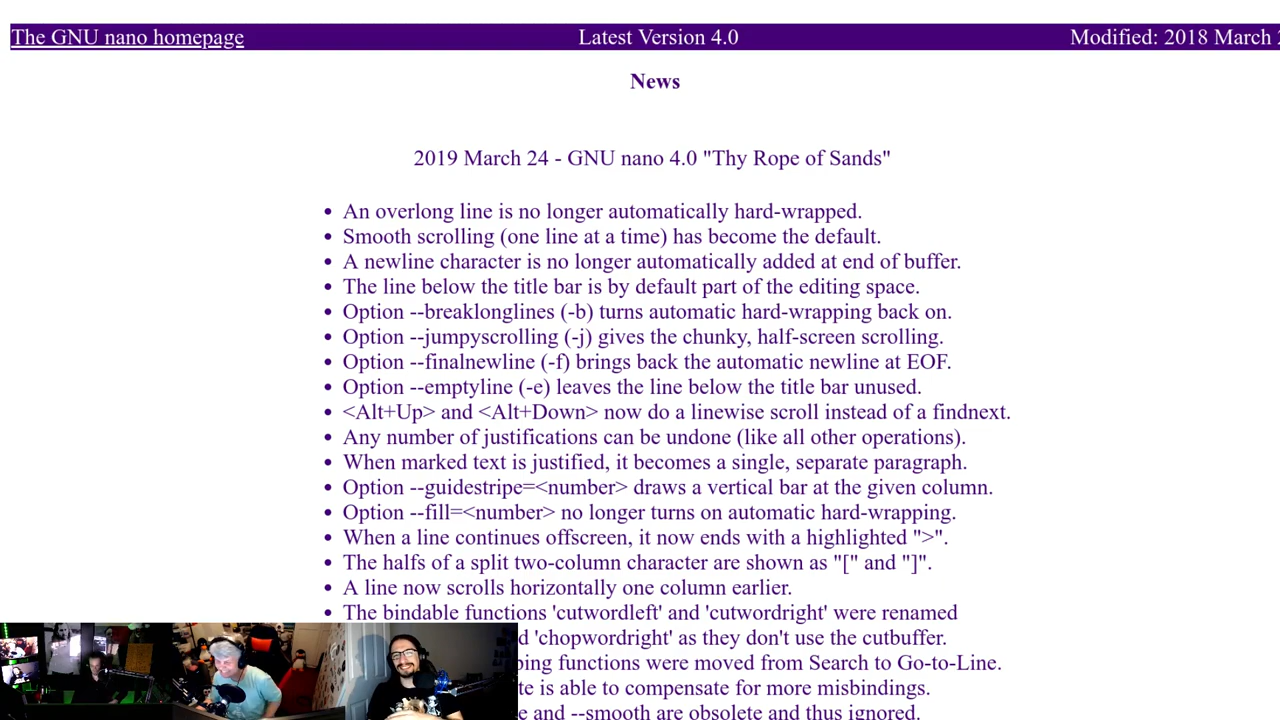 The GNU nano homepage
Latest Version 4.0
Modified: 2018 March
News
2019 March 24 - GNU nano 4.0 "Thy Rope of Sands"
• An overlong line is no longer automatically hard-wrapped.
• Smooth scrolling (one line at a time) has become the default.
• A newline character is no longer automatically added at end of buffer.
• The line below the title bar is by default part of the editing space.
• Option --breaklonglines (-b) turns automatic hard-wrapping back on.
• Option --jumpyscrolling (-j) gives the chunky, half-screen scrolling.
• Option --finalnewline (-f) brings back the automatic newline at EOF.
• Option --emptyline (-e) leaves the line below the title bar unused.
• <Alt+Up> and <Alt+Down> now do a linewise scroll instead of a findnext.
• Any number of justifications can be undone (like all other operations).
• When marked text is justified, it becomes a single, separate paragraph.
• Option --guidestripe=<number> draws a vertical bar at the given column.
• Option --fill=<number> no longer turns on automatic hard-wrapping.
• When a line continues offscreen, it now ends with a highlighted ">".
• The halfs of a split two-column character are shown as "[" and "]".
• A line now scrolls horizontally one column earlier.
• The bindable functions 'cutwordleft' and 'cutwordright' were renamed
'chopwordright' as they don't use the cutbuffer.
functions were moved from Search to Go-to-Line.
is able to compensate for more misbindings.
and --smooth are obsolete and thus ignored.